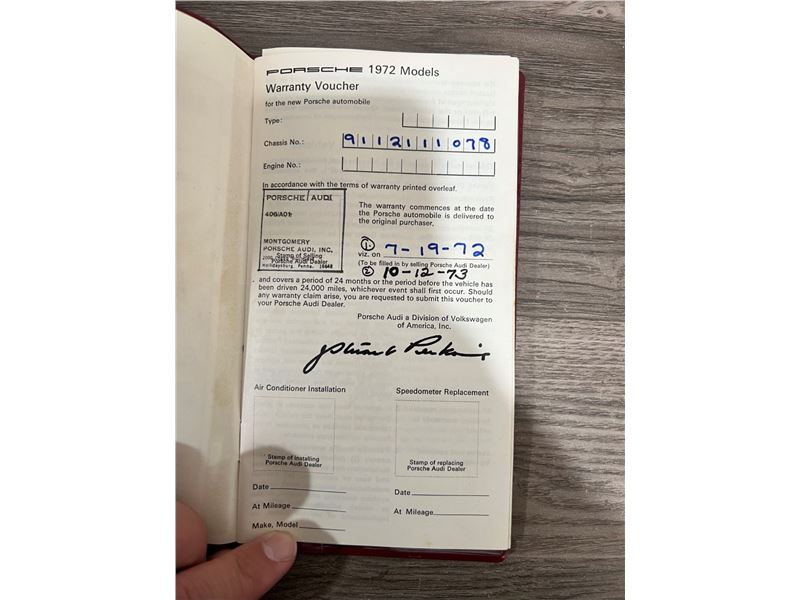 PORSCHE 1972 Models
Warranty Voucher
for the new Porsche automobile
Type:
Chassis No.: 9112111078
Engine No.:
In accordance with the terms of warranty printed overleaf.
PORSCHE AUDI
406/A01
MONTGOMERY
PORSCHE AUDI, INC.
Stamp of Selling
Porsche Audi Dealer
Hollidaysburg, Penna. 16648
The warranty commences at the date
the Porsche automobile is delivered to
the original purchaser,
① viz. on 7-19-72
(To be filled in by selling Porsche Audi Dealer)
② 10-12-73
and covers a period of 24 months or the period before the vehicle has
been driven 24,000 miles, whichever event shall first occur. Should
any warranty claim arise, you are requested to submit this voucher to
your Porsche Audi Dealer.
Porsche Audi a Division of Volkswagen
of America, Inc.
Air Conditioner Installation
Stamp of installing
Porsche Audi Dealer
Date
At Mileage
Make, Model
Speedometer Replacement
Stamp of replacing
Porsche Audi Dealer
Date
At Mileage